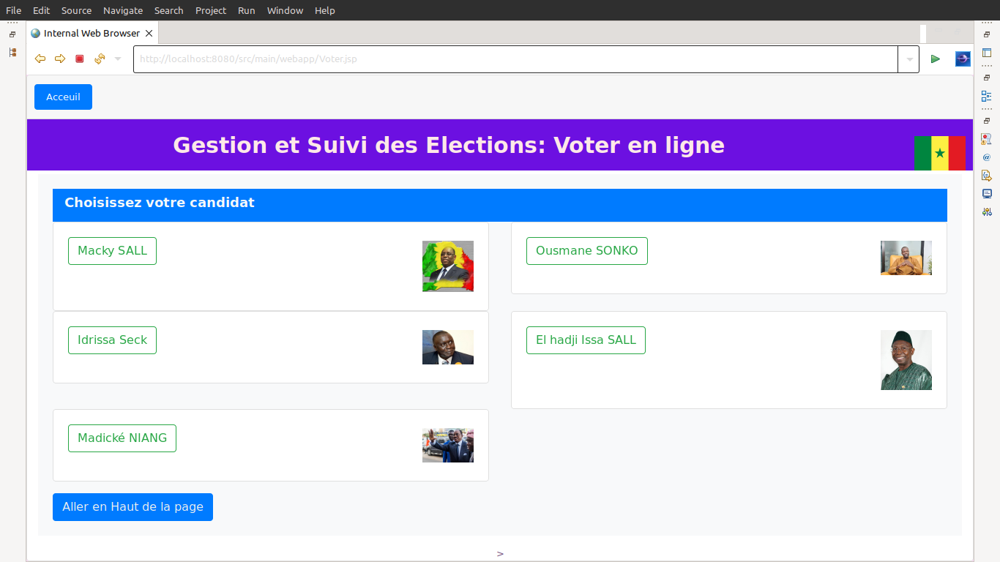 File Edit Source Navigate Search Project Run Window Help
Internal Web Browser
http://localhost:8080/src/main/webapp/Voter.jsp
Acceuil
Gestion et Suivi des Elections: Voter en ligne
Choisissez votre candidat
Macky SALL
Ousmane SONKO
Idrissa Seck
El hadji Issa SALL
Madické NIANG
Aller en Haut de la page
>